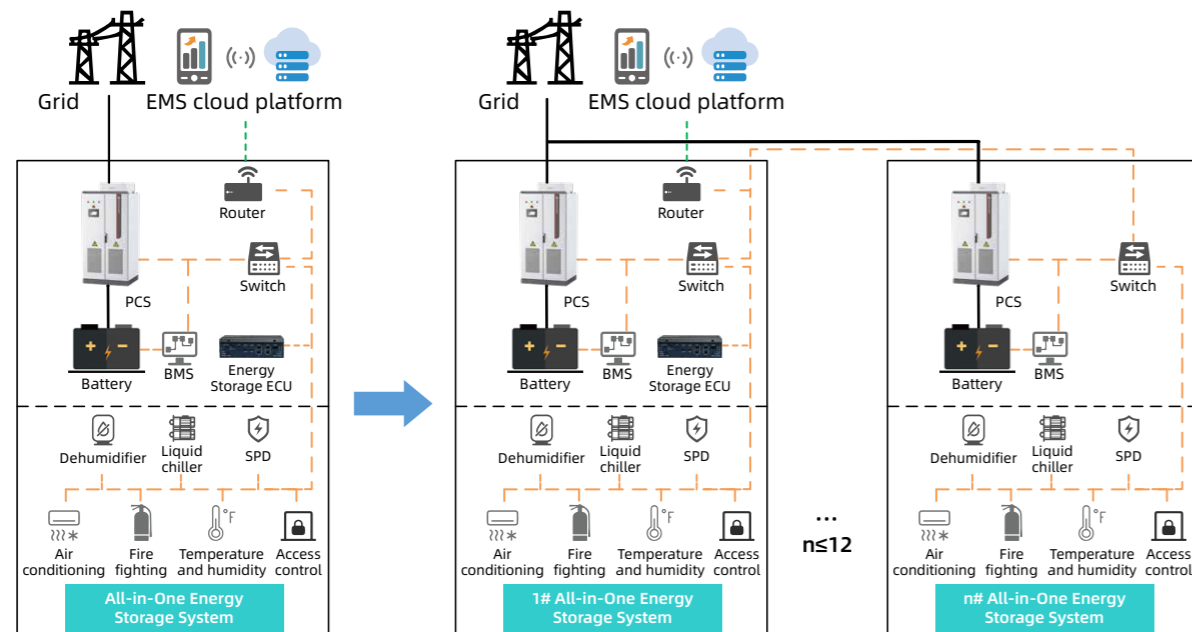 Grid
EMS cloud platform
Router
PCS
Switch
Battery
BMS
Energy
Storage ECU
Dehumidifier
Liquid
chiller
SPD
°F
Air
conditioning
Fire
fighting
Temperature
and humidity
Access
control
All-in-One Energy
Storage System
Grid
EMS cloud platform
Router
PCS
Switch
Battery
BMS
Energy
Storage ECU
Dehumidifier
Liquid
chiller
SPD
°F
Air
conditioning
Fire
fighting
Temperature
and humidity
Access
control
1# All-in-One Energy
Storage System
...
n≤12
PCS
Switch
Battery
BMS
Dehumidifier
Liquid
chiller
SPD
°F
Air
conditioning
Fire
fighting
Temperature
and humidity
Access
control
n# All-in-One Energy
Storage System